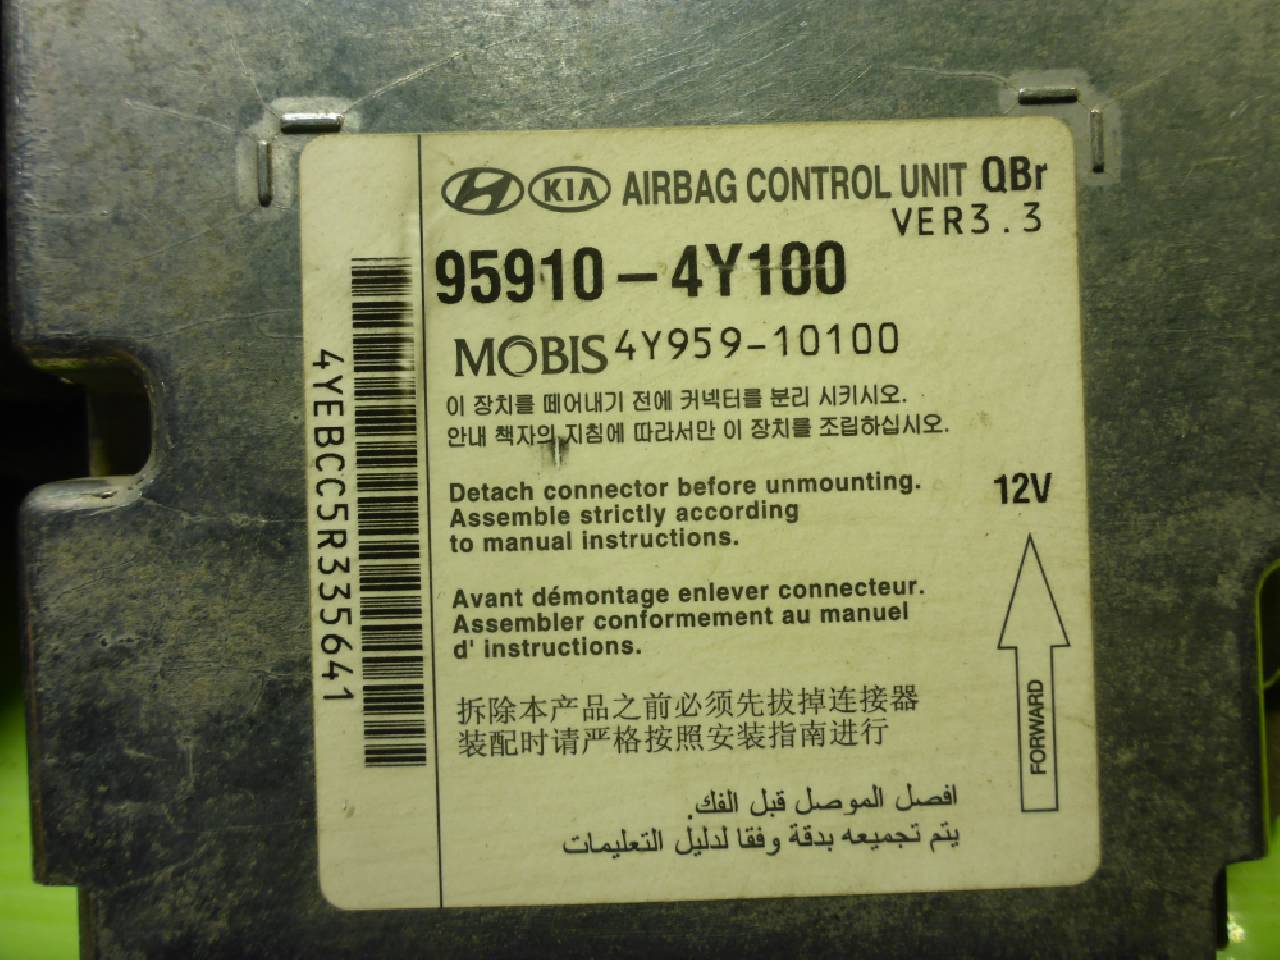 KIA AIRBAG CONTROL UNIT QBr
VER3.3
95910-4Y100
MOBIS 4Y959-10100
이 장치를 떼어내기 전에 커넥터를 분리 시키시오.
안내 책자의 지침에 따라서만 이 장치를 조립하십시오.
Detach connector before unmounting.
Assemble strictly according
to manual instructions.
12V
Avant démontage enlever connecteur.
Assembler conformement au manuel
d' instructions.
FORWARD
拆除本产品之前必须先拔掉连接器
装配时请严格按照安装指南进行
افصل الموصل قبل الفك.
يتم تجميعه بدقة وفقا لدليل التعليمات
4YEBCC5R335641